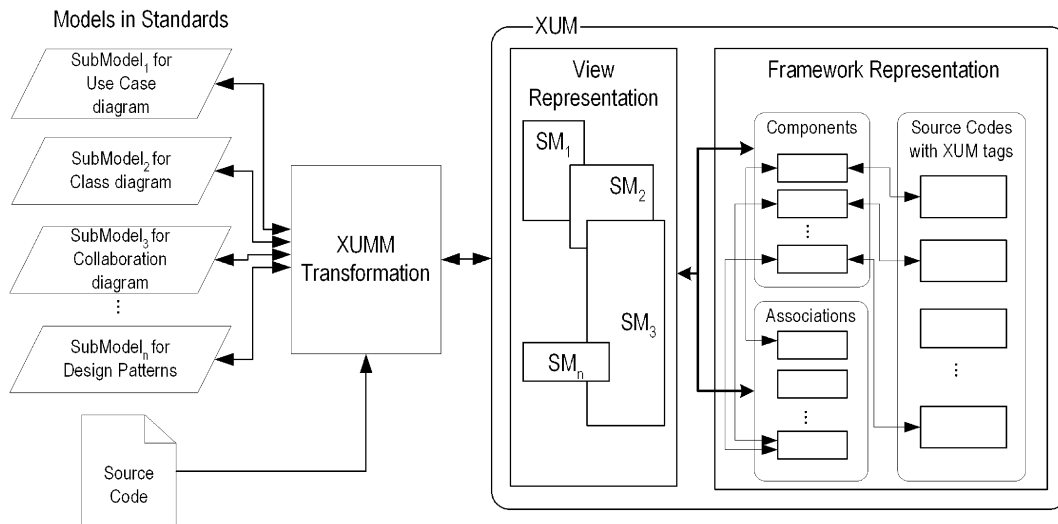 Models in Standards
SubModel₁ for
Use Case
diagram
SubModel₂ for
Class diagram
SubModel₃ for
Collaboration
diagram
⋮
SubModelₙ for
Design Patterns
Source
Code
XUMM
Transformation
XUM
View
Representation
SM₁
SM₂
SM₃
SMₙ
Framework Representation
Components
⋮
Associations
⋮
Source Codes
with XUM tags
⋮